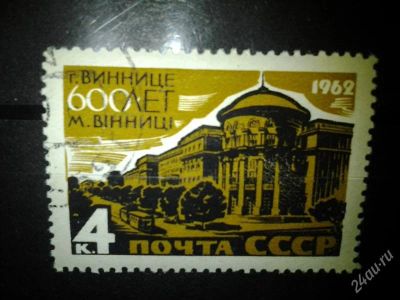 г. ВИННИЦЕ
600 ЛЕТ
М. ВІННИЦІ
1962
4 к. ПОЧТА СССР
24au.ru